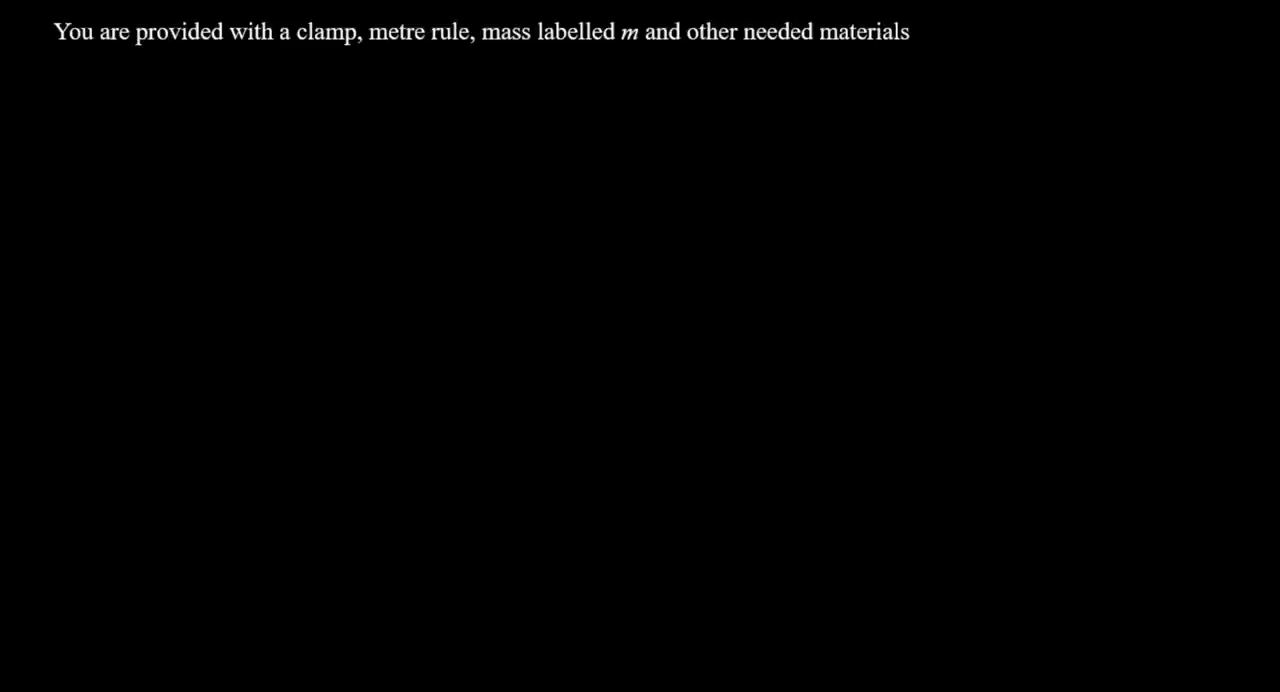 You are provided with a clamp, metre rule, mass labelled m and other needed materials